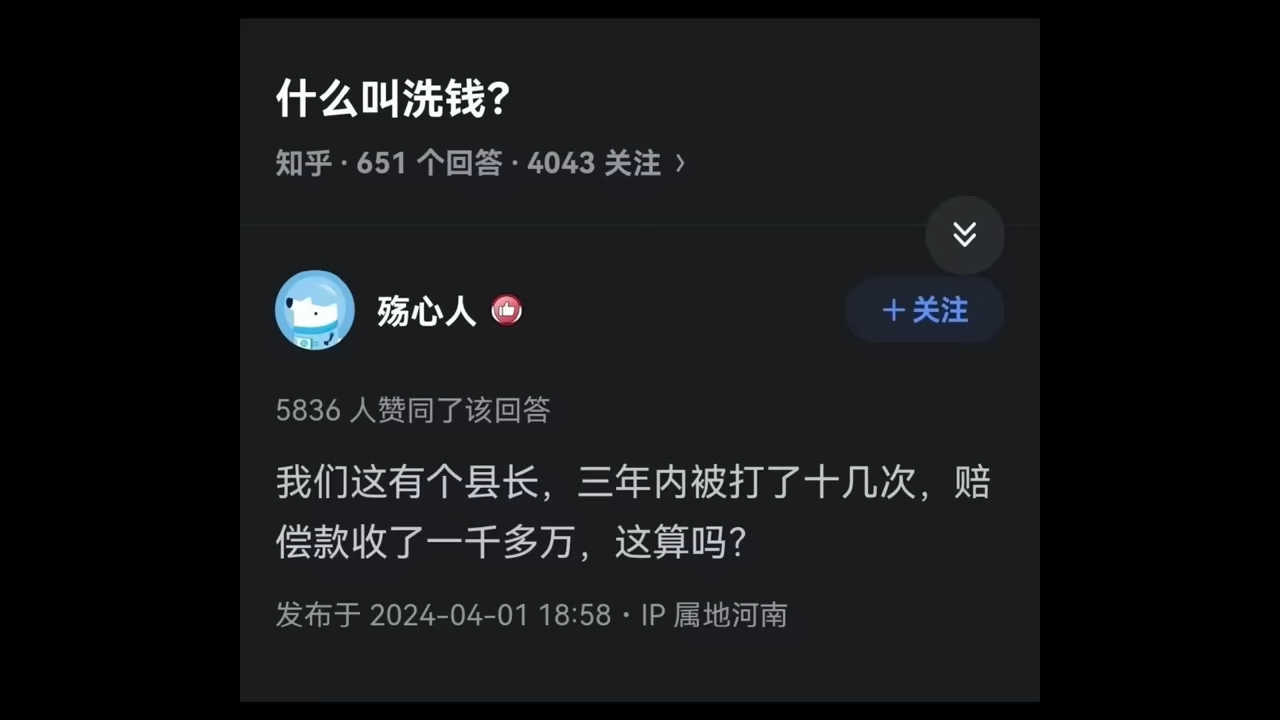 什么叫洗钱？
知乎 · 651 个回答 · 4043 关注 ›
殇心人
+ 关注
5836 人赞同了该回答
我们这有个县长，三年内被打了十几次，赔
偿款收了一千多万，这算吗？
发布于 2024-04-01 18:58 · IP 属地河南